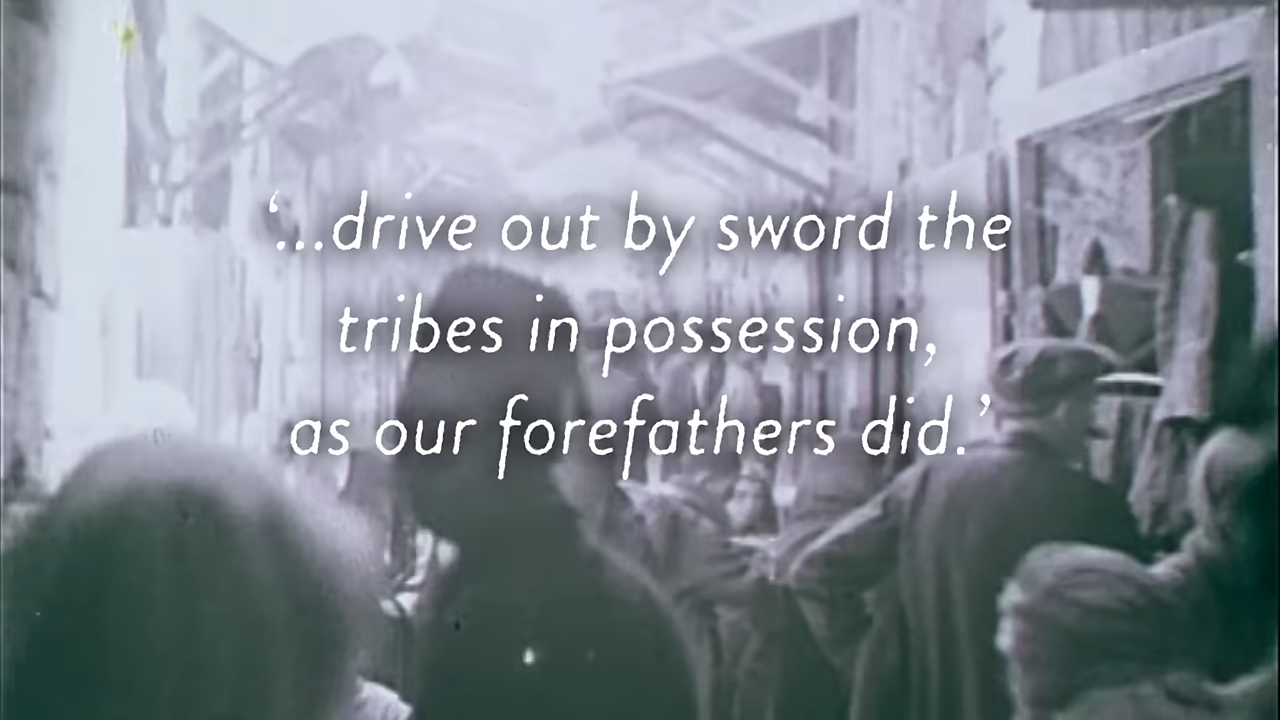 ‘...drive out by sword the
tribes in possession,
as our forefathers did.’